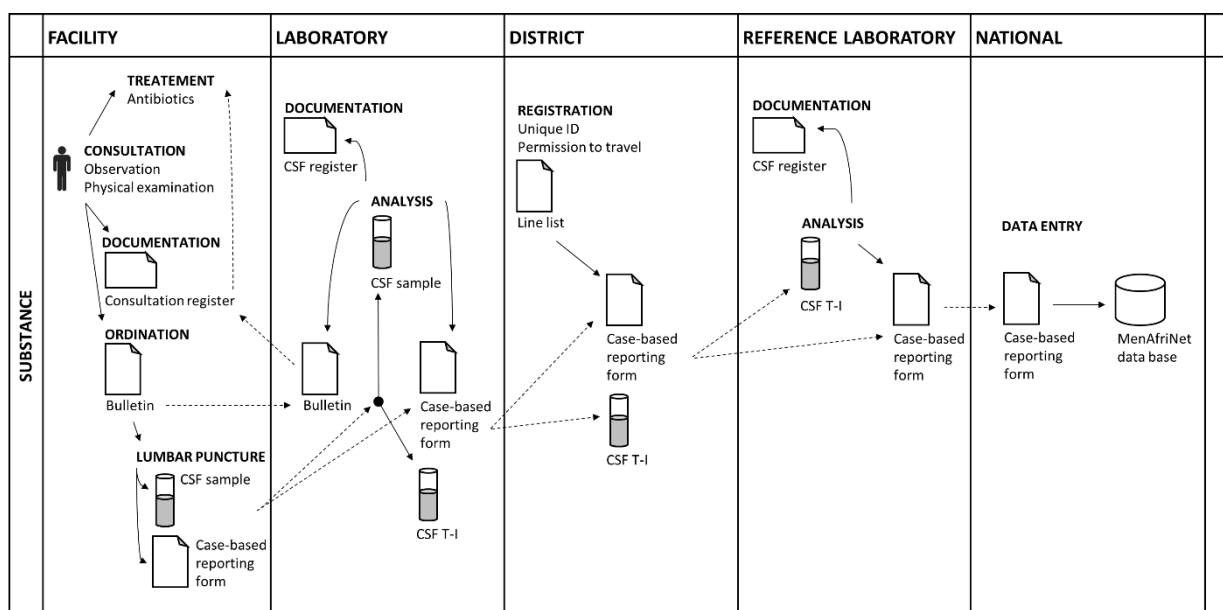 FACILITY
LABORATORY
DISTRICT
REFERENCE LABORATORY
NATIONAL
SUBSTANCE
TREATEMENT
Antibiotics
CONSULTATION
Observation
Physical examination
DOCUMENTATION
Consultation register
ORDINATION
Bulletin
LUMBAR PUNCTURE
CSF sample
Case-based
reporting
form
DOCUMENTATION
CSF register
ANALYSIS
CSF sample
Bulletin
Case-based
reporting
form
CSF T-I
REGISTRATION
Unique ID
Permission to travel
Line list
Case-based
reporting
form
CSF T-I
DOCUMENTATION
CSF register
ANALYSIS
CSF T-I
Case-based
reporting
form
DATA ENTRY
Case-based
reporting
form
MenAfriNet
data base